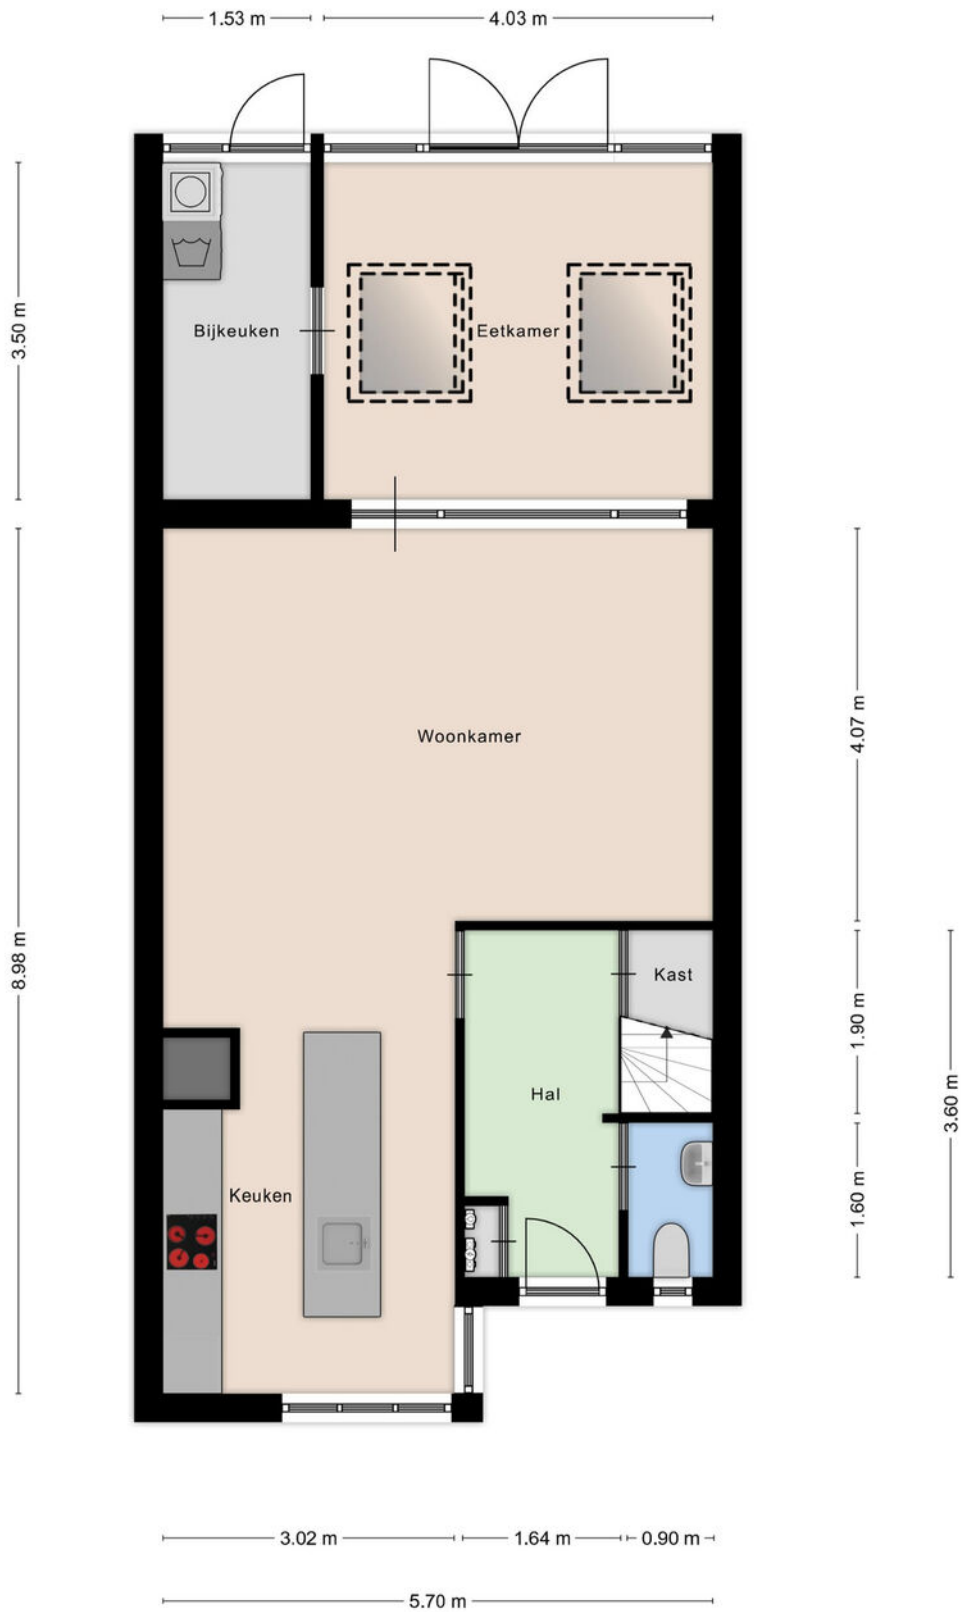 1.53 m
4.03 m
3.50 m
Bijkeuken
Eetkamer
Woonkamer
4.07 m
8.98 m
Kast
1.90 m
Hal
3.60 m
Keuken
1.60 m
3.02 m
1.64 m
0.90 m
5.70 m